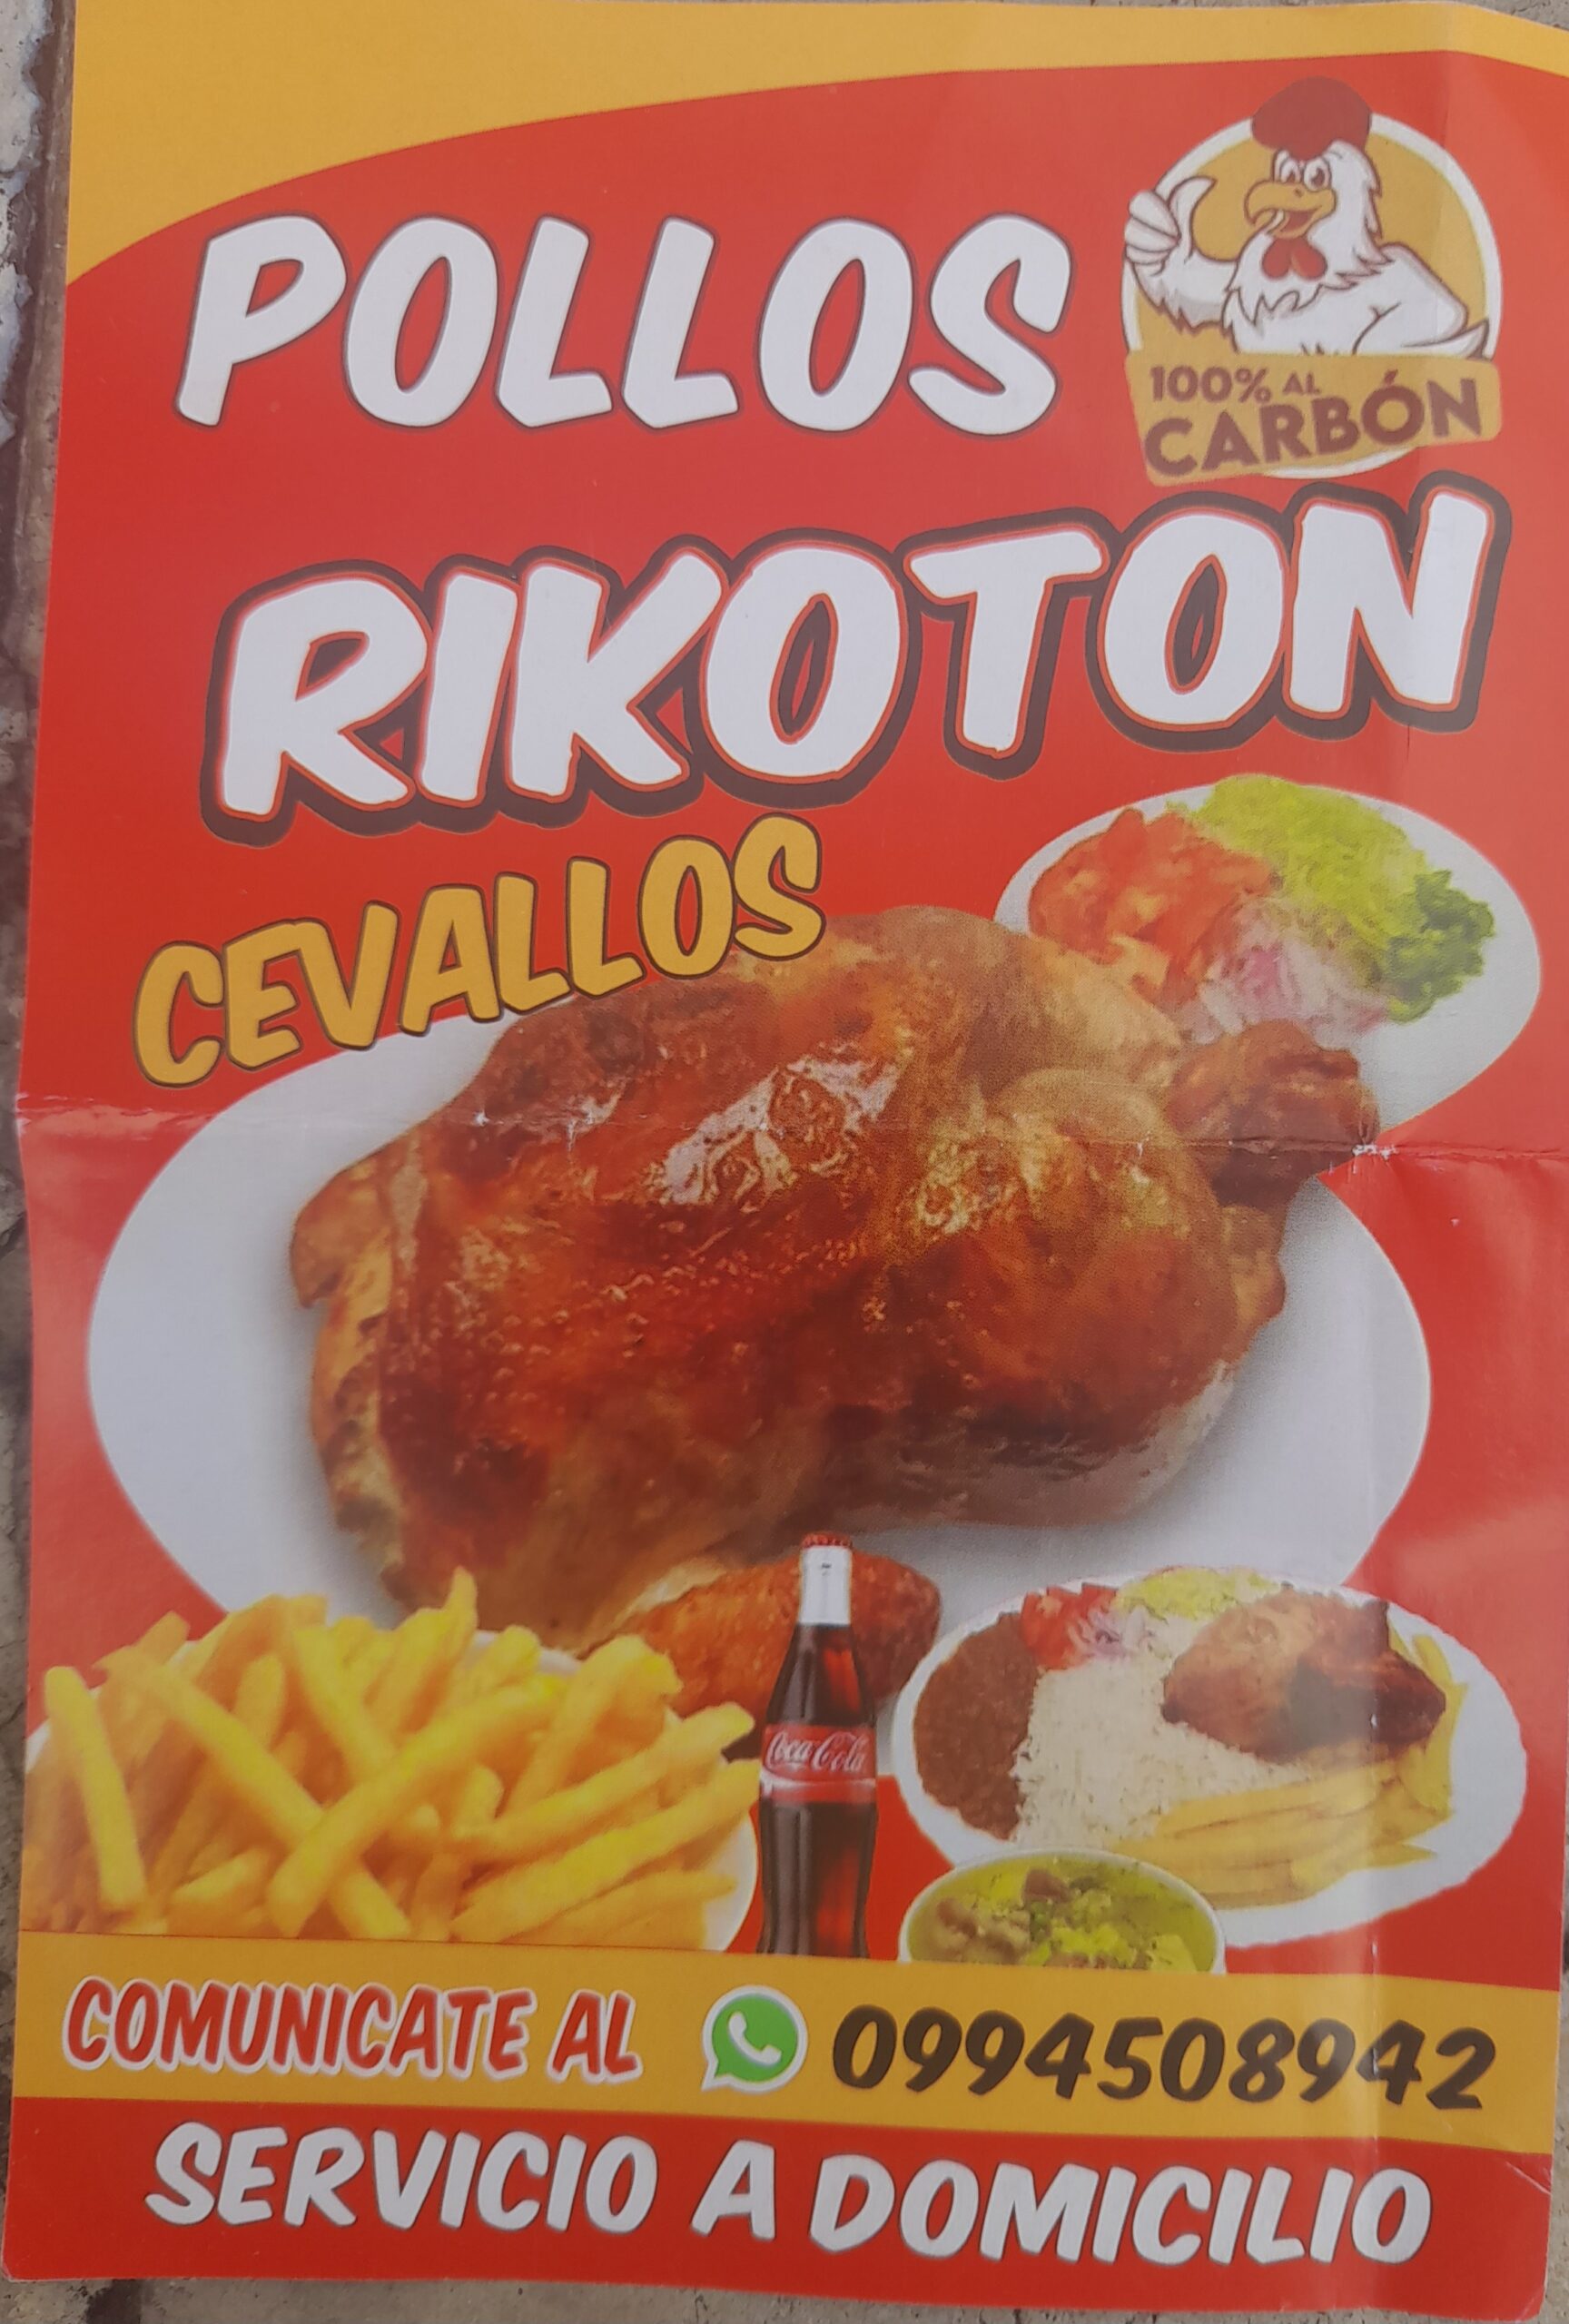 POLLOS
100% AL
CARBÓN
RIKOTON
CEVALLOS
Coca-Cola
COMUNICATE AL 0994508942
SERVICIO A DOMICILIO